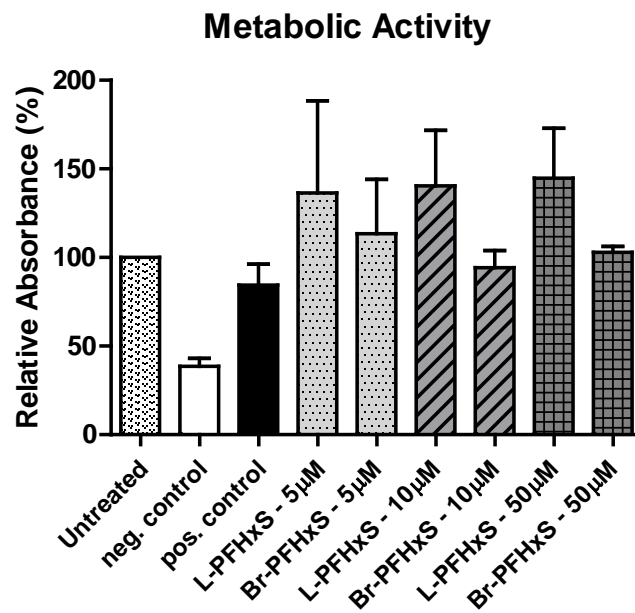 Metabolic Activity
Relative Absorbance (%)
200
150
100
50
0
Untreated
neg. control
pos. control
L-PFHxS - 5µM
Br-PFHxS - 5µM
L-PFHxS - 10µM
Br-PFHxS - 10µM
L-PFHxS - 50µM
Br-PFHxS - 50µM